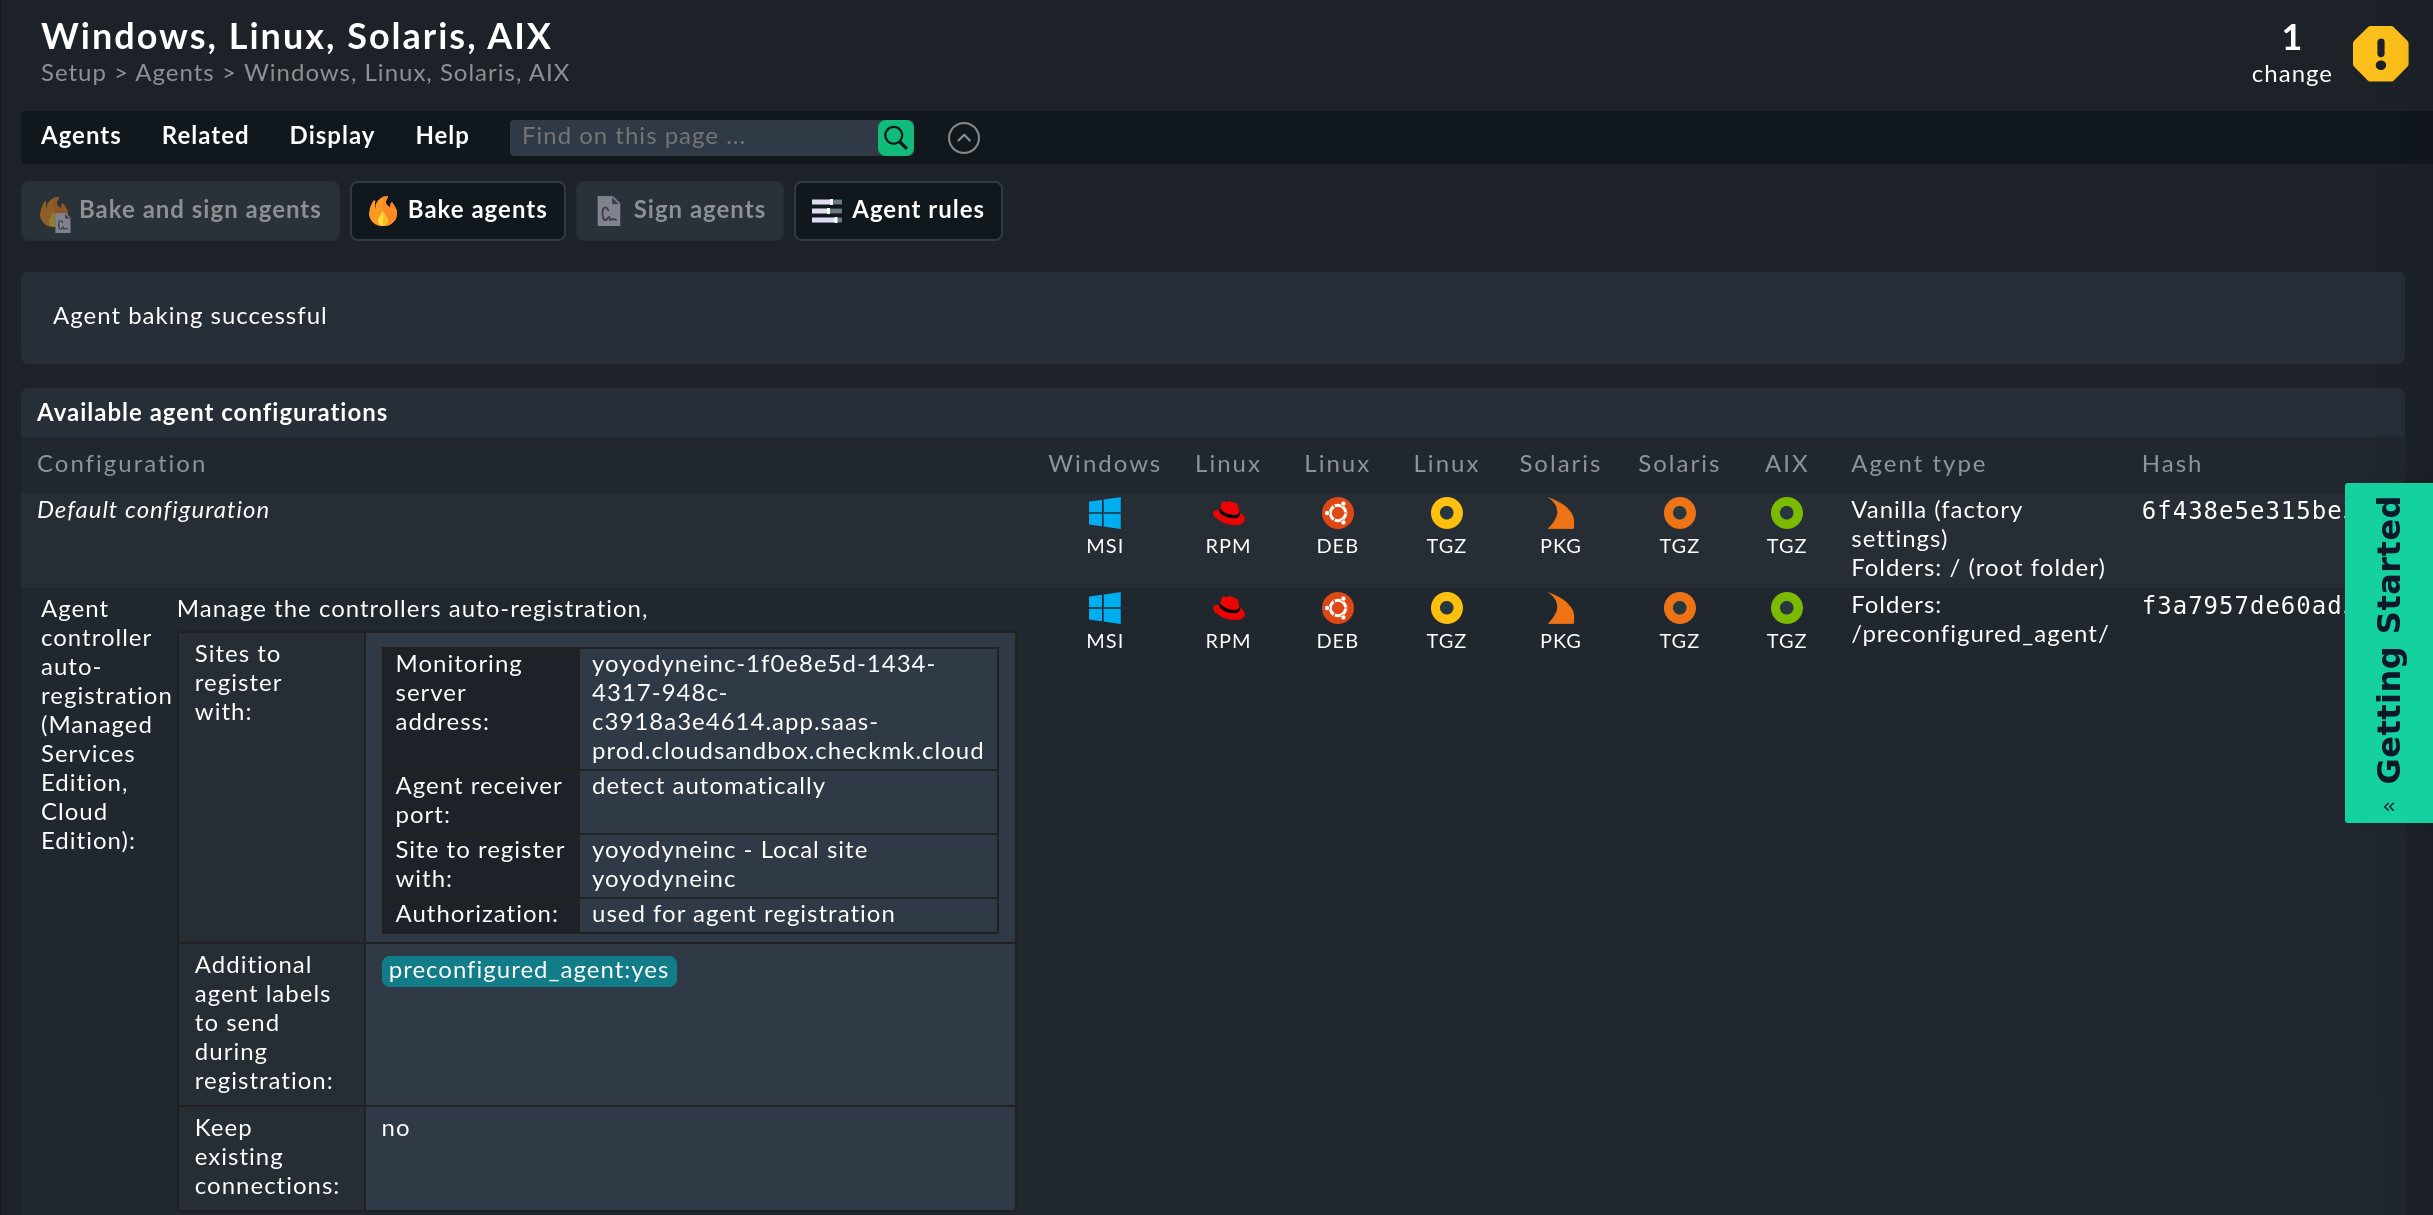 Windows, Linux, Solaris, AIX
Setup > Agents > Windows, Linux, Solaris, AIX
1
change
Agents Related Display Help Find on this page ...
Bake and sign agents Bake agents Sign agents Agent rules
Agent baking successful
Available agent configurations
Configuration Windows Linux Linux Linux Solaris Solaris AIX Agent type Hash
Default configuration
MSI RPM DEB TGZ PKG TGZ TGZ
Vanilla (factory
settings)
Folders: / (root folder)
6f438e5e315be
Agent
controller
auto-
registration
(Managed
Services
Edition,
Cloud
Edition):
Manage the controllers auto-registration,
Sites to
register
with:
Monitoring
server
address:
yoyodyneinc-1f0e8e5d-1434-
4317-948c-
c3918a3e4614.app.saas-
prod.cloudsandbox.checkmk.cloud
Agent receiver
port:
detect automatically
Site to register
with:
yoyodyneinc - Local site
yoyodyneinc
Authorization:
used for agent registration
Additional
agent labels
to send
during
registration:
preconfigured_agent:yes
Keep
existing
connections:
no
MSI RPM DEB TGZ PKG TGZ TGZ
Folders:
/preconfigured_agent/
f3a7957de60ad
« Getting Started